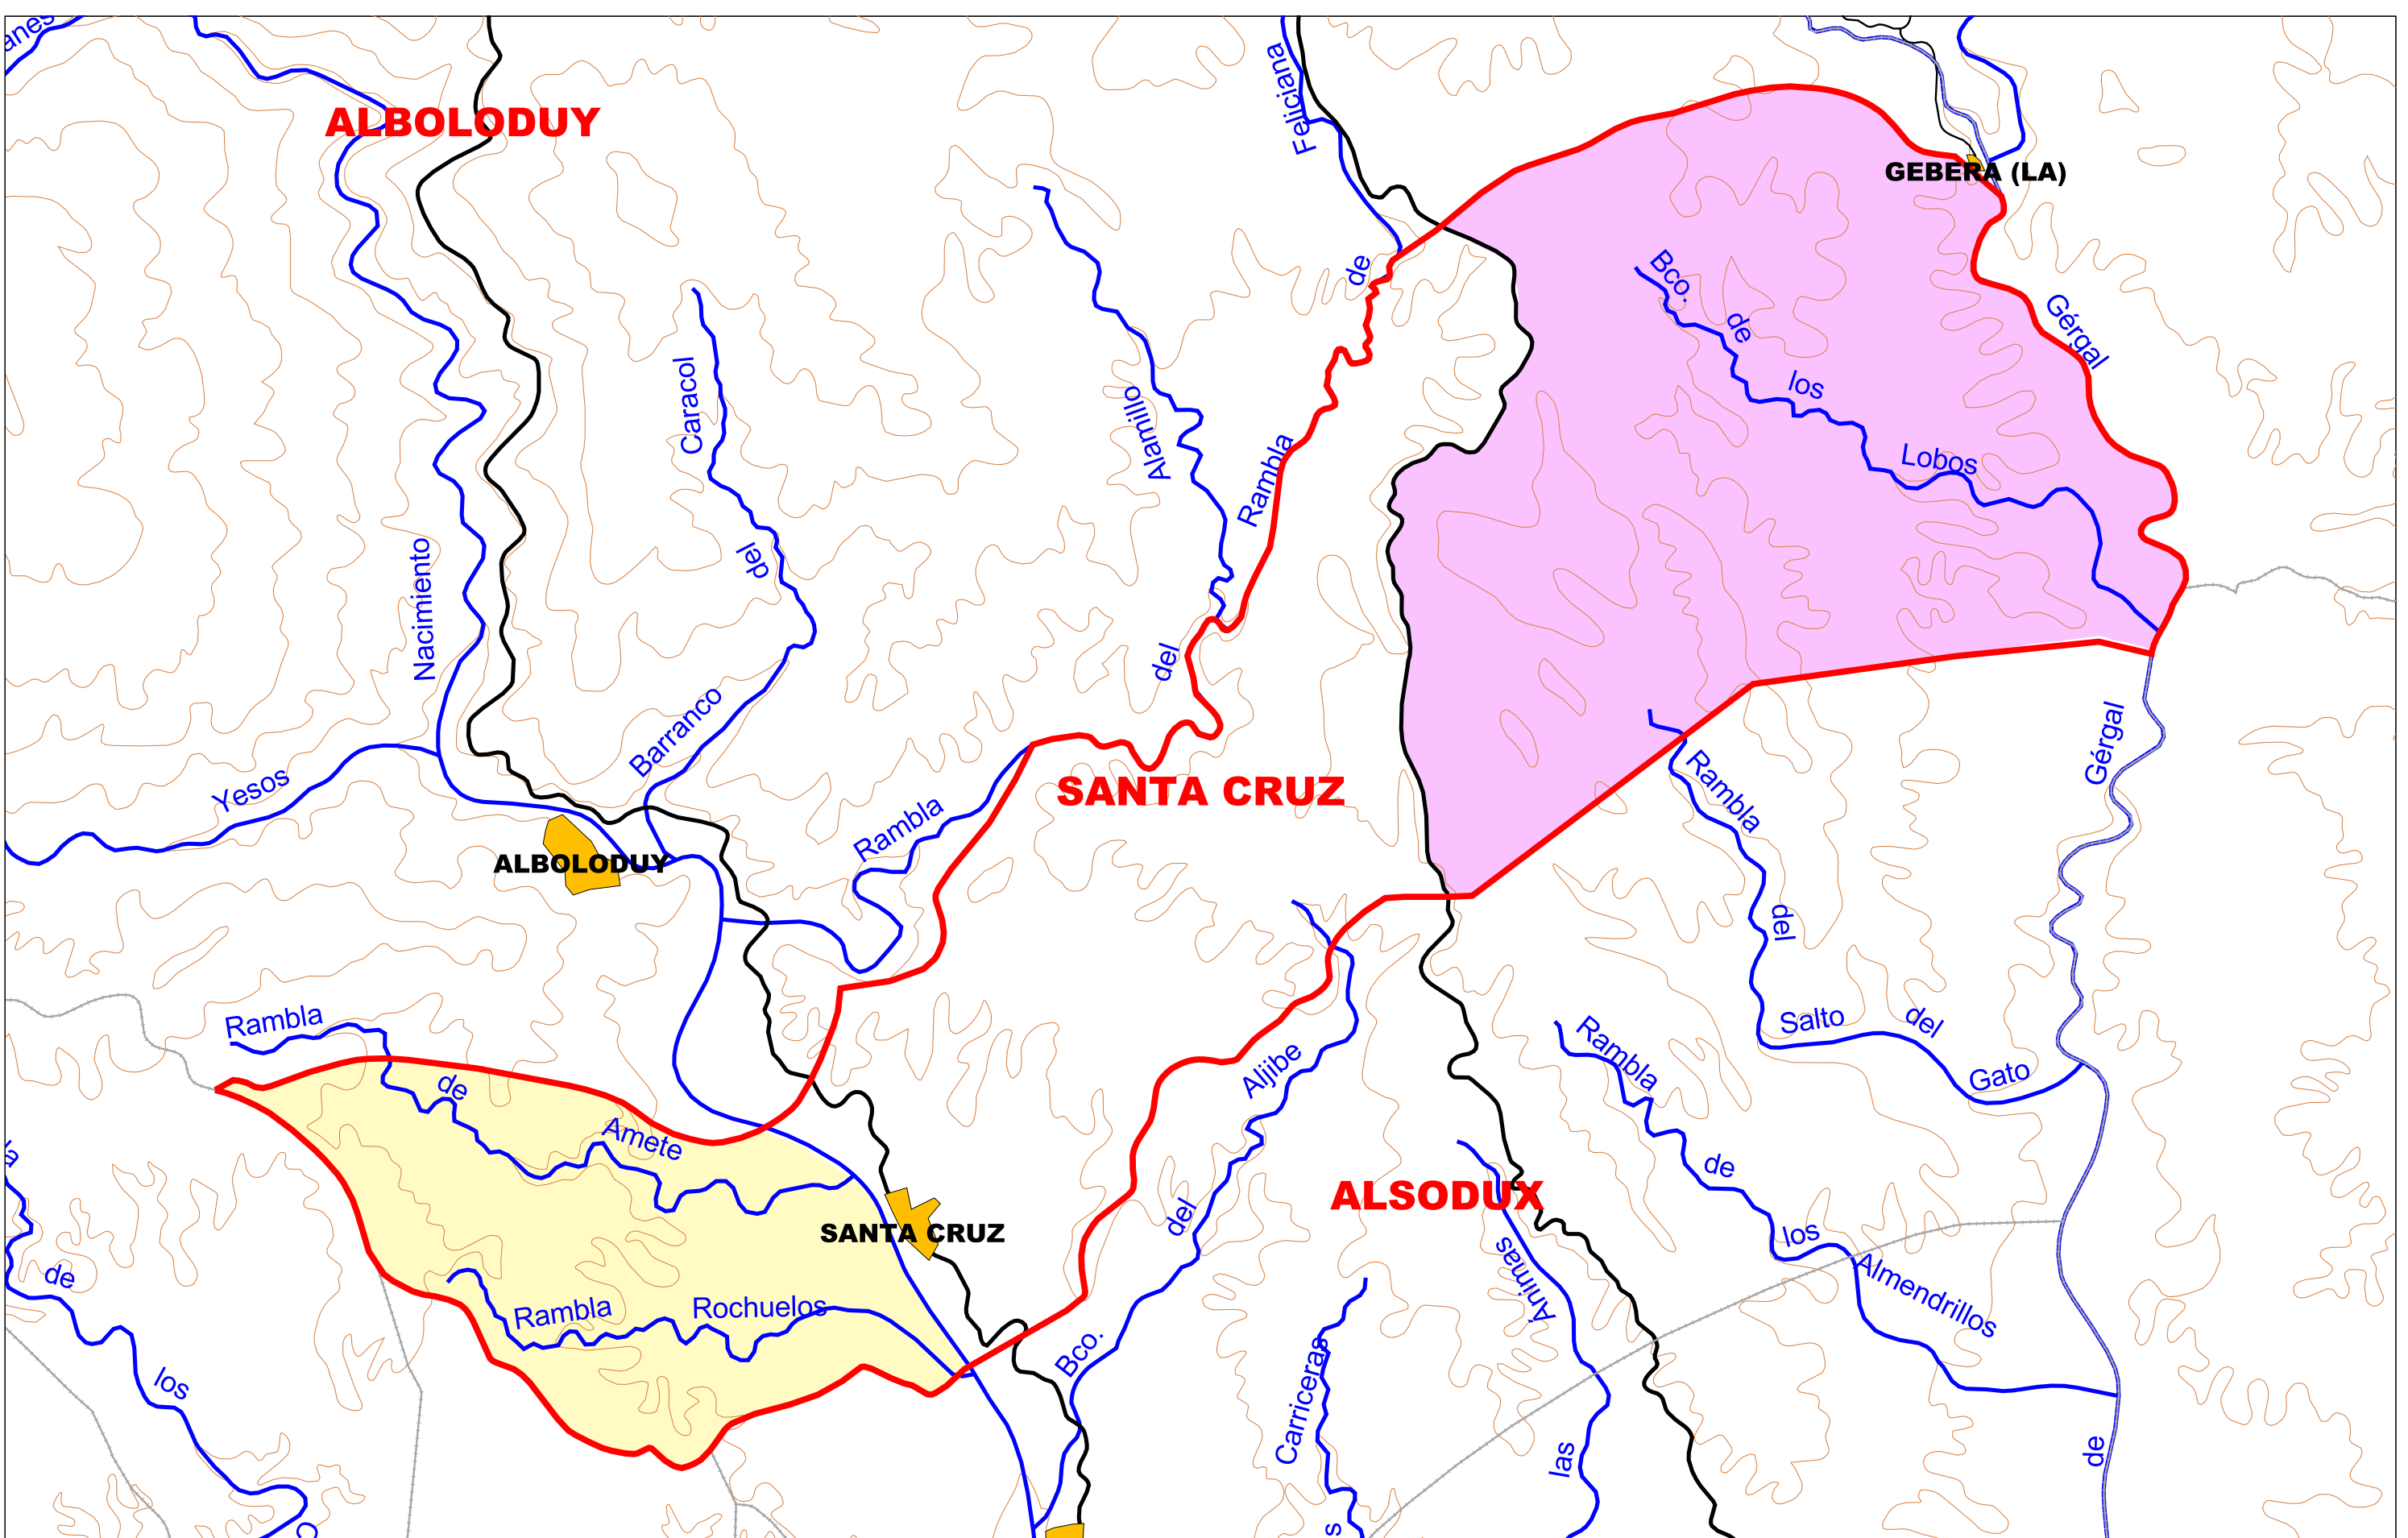 Feliciana
ALBOLODUY
GEBERA (LA)
de
Bco.
de
los
Lobos
Gérgal
Caracol
del
Barranco
Alamillo
del
Rambla
Rambla
Nacimiento
Yesos
ALBOLODUY
SANTA CRUZ
Gérgal
de
Rambla
del
Salto
del
Gato
Rambla
de
Amete
SANTA CRUZ
Rambla
Rochuelos
Aljibe
del
Bco.
ALSODUX
Rambla
de
los
Almendrillos
Ánimas
las
Carriceras
de
los